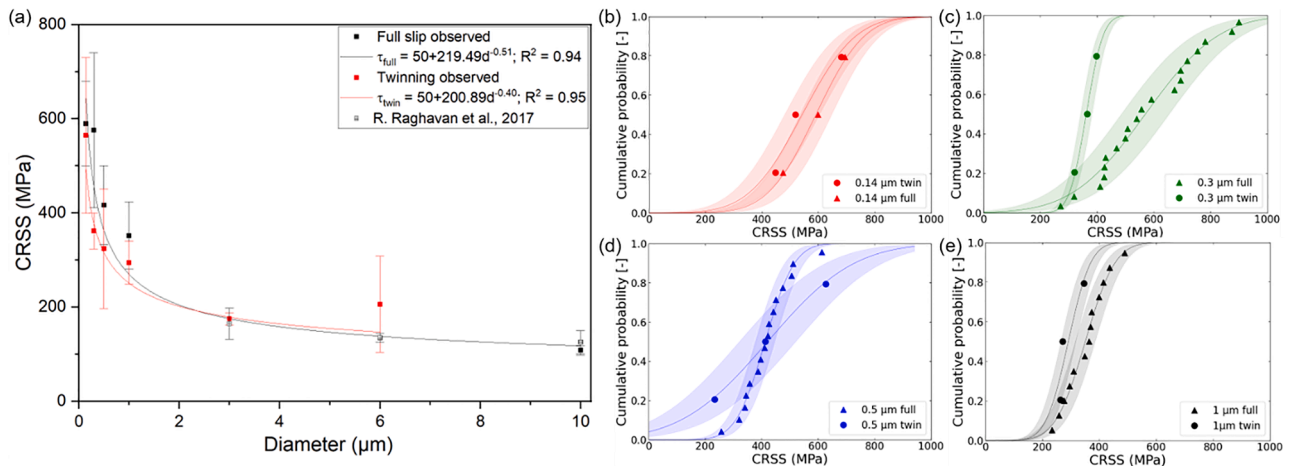 (a)
800
600
400
200
0
CRSS (MPa)
0 2 4 6 8 10
Diameter (µm)
Full slip observed
τfull = 50+219.49d-0.51; R2 = 0.94
Twinning observed
τtwin = 50+200.89d-0.40; R2 = 0.95
R. Raghavan et al., 2017
(b)
1.0
0.8
0.6
0.4
0.2
0.0
Cumulative probability [-]
0 200 400 600 800 1000
CRSS (MPa)
0.14 µm twin
0.14 µm full
(c)
1.0
0.8
0.6
0.4
0.2
0.0
Cumulative probability [-]
0 200 400 600 800 1000
CRSS (MPa)
0.3 µm full
0.3 µm twin
(d)
1.0
0.8
0.6
0.4
0.2
0.0
Cumulative probability [-]
0 200 400 600 800 1000
CRSS (MPa)
0.5 µm full
0.5 µm twin
(e)
1.0
0.8
0.6
0.4
0.2
0.0
Cumulative probability [-]
0 200 400 600 800 1000
CRSS (MPa)
1 µm full
1µm twin